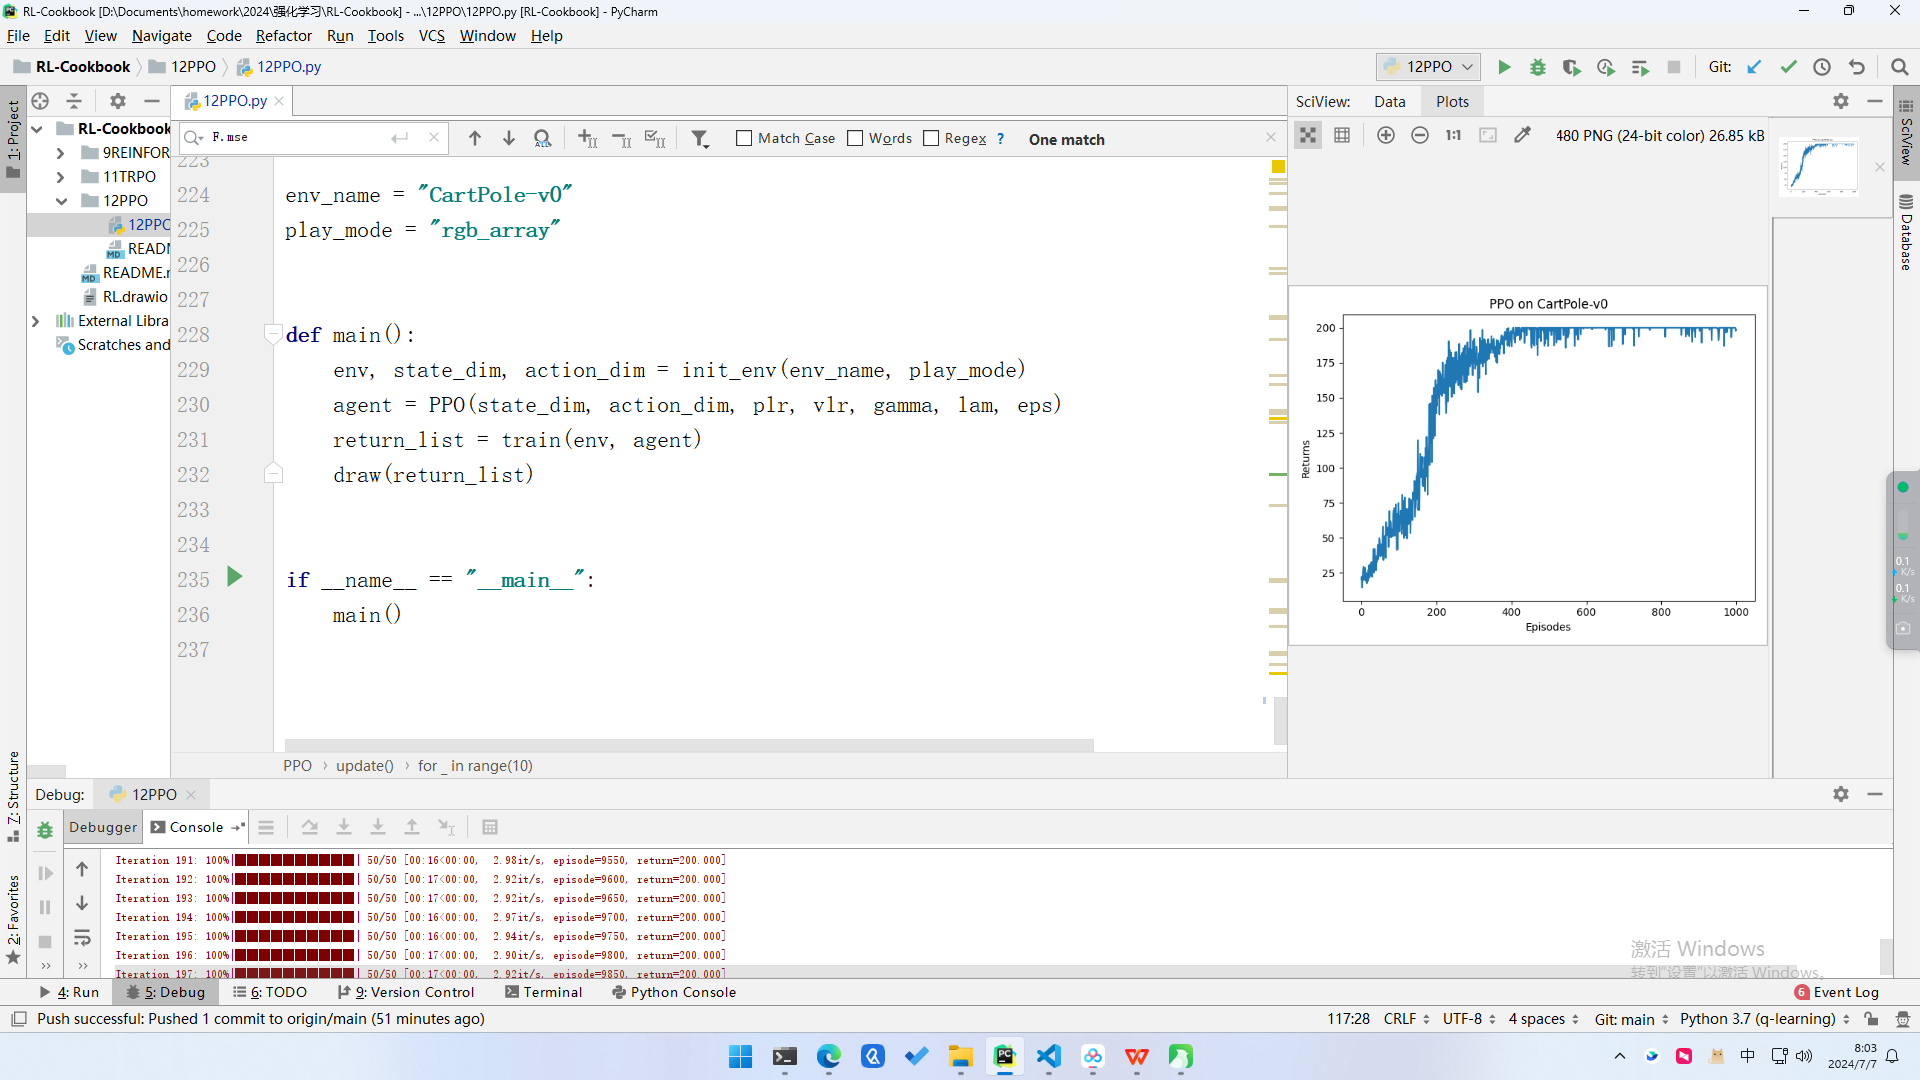 RL-Cookbook [D:\Documents\homework\2024\强化学习\RL-Cookbook] - ...\12PPO\12PPO.py [RL-Cookbook] - PyCharm
File Edit View Navigate Code Refactor Run Tools VCS Window Help
RL-Cookbook 12PPO 12PPO.py
12PPO
Git:
1: Project
12PPO.py
SciView: Data Plots
F.mse
Match Case Words Regex ? One match
1:1
480 PNG (24-bit color) 26.85 kB
RL-Cookbook
9REINFOR
11TRPO
12PPO
12PPO
READ
README.
RL.drawio
External Libra
Scratches and
223
224 env_name = "CartPole-v0"
225 play_mode = "rgb_array"
226
227
228 def main():
229 env, state_dim, action_dim = init_env(env_name, play_mode)
230 agent = PPO(state_dim, action_dim, plr, vlr, gamma, lam, eps)
231 return_list = train(env, agent)
232 draw(return_list)
233
234
235 if __name__ == "__main__":
236 main()
237
PPO › update() › for _ in range(10)
PPO on CartPole-v0
200
175
150
125
100
75
50
25
Returns
0 200 400 600 800 1000
Episodes
SciView
Database
0.1
K/s
0.1
K/s
7: Structure
2: Favorites
Debug: 12PPO
Debugger Console
Iteration 191: 100%| 50/50 [00:16<00:00, 2.98it/s, episode=9550, return=200.000]
Iteration 192: 100%| 50/50 [00:17<00:00, 2.92it/s, episode=9600, return=200.000]
Iteration 193: 100%| 50/50 [00:17<00:00, 2.92it/s, episode=9650, return=200.000]
Iteration 194: 100%| 50/50 [00:16<00:00, 2.97it/s, episode=9700, return=200.000]
Iteration 195: 100%| 50/50 [00:16<00:00, 2.94it/s, episode=9750, return=200.000]
Iteration 196: 100%| 50/50 [00:17<00:00, 2.90it/s, episode=9800, return=200.000]
Iteration 197: 100%| 50/50 [00:17<00:00, 2.92it/s, episode=9850, return=200.000]
激活 Windows
转到“设置”以激活 Windows。
4: Run 5: Debug 6: TODO 9: Version Control Terminal Python Console
6 Event Log
Push successful: Pushed 1 commit to origin/main (51 minutes ago)
117:28 CRLF UTF-8 4 spaces Git: main Python 3.7 (q-learning)
中
8:03
2024/7/7